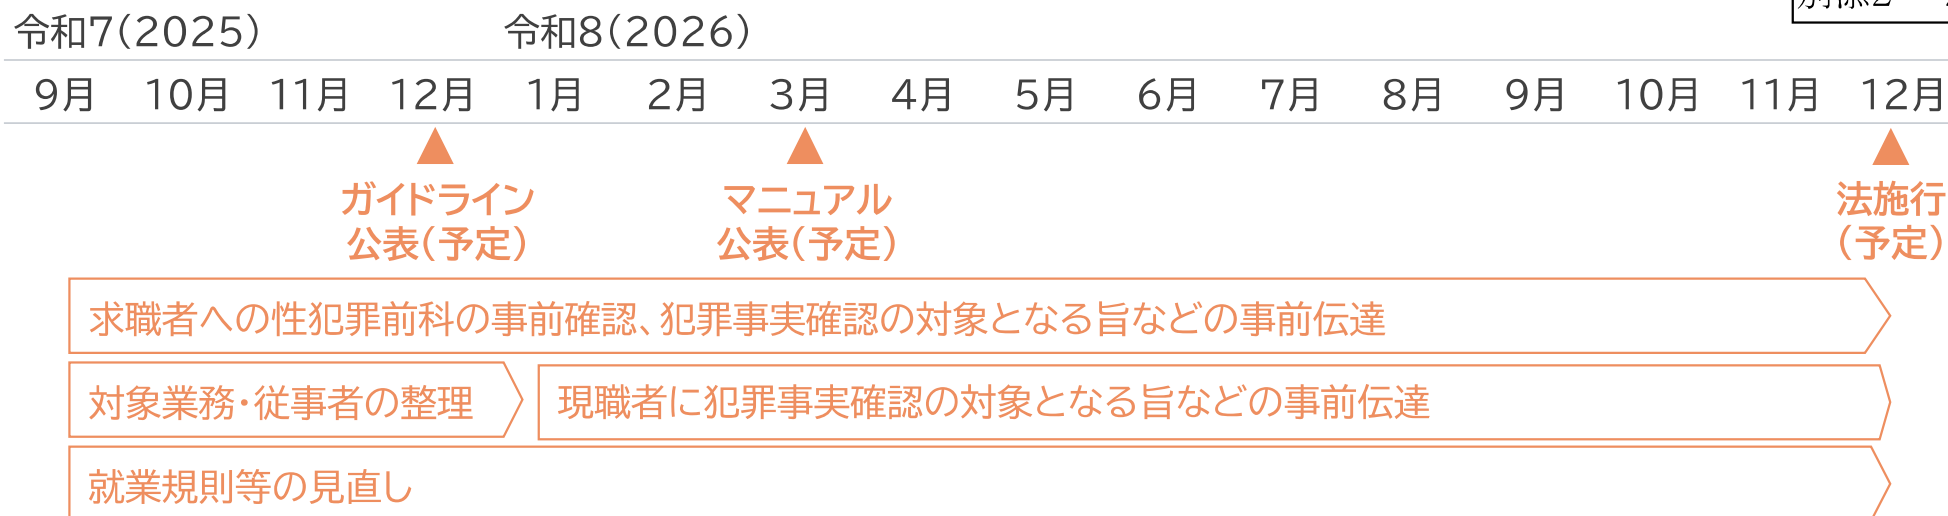 令和7(2025) 令和8(2026)
9月 10月 11月 12月 1月 2月 3月 4月 5月 6月 7月 8月 9月 10月 11月 12月
▲ ▲ ▲
ガイドライン マニュアル 法施行
公表(予定) 公表(予定) (予定)
求職者への性犯罪前科の事前確認、犯罪事実確認の対象となる旨などの事前伝達
対象業務・従事者の整理 現職者に犯罪事実確認の対象となる旨などの事前伝達
就業規則等の見直し